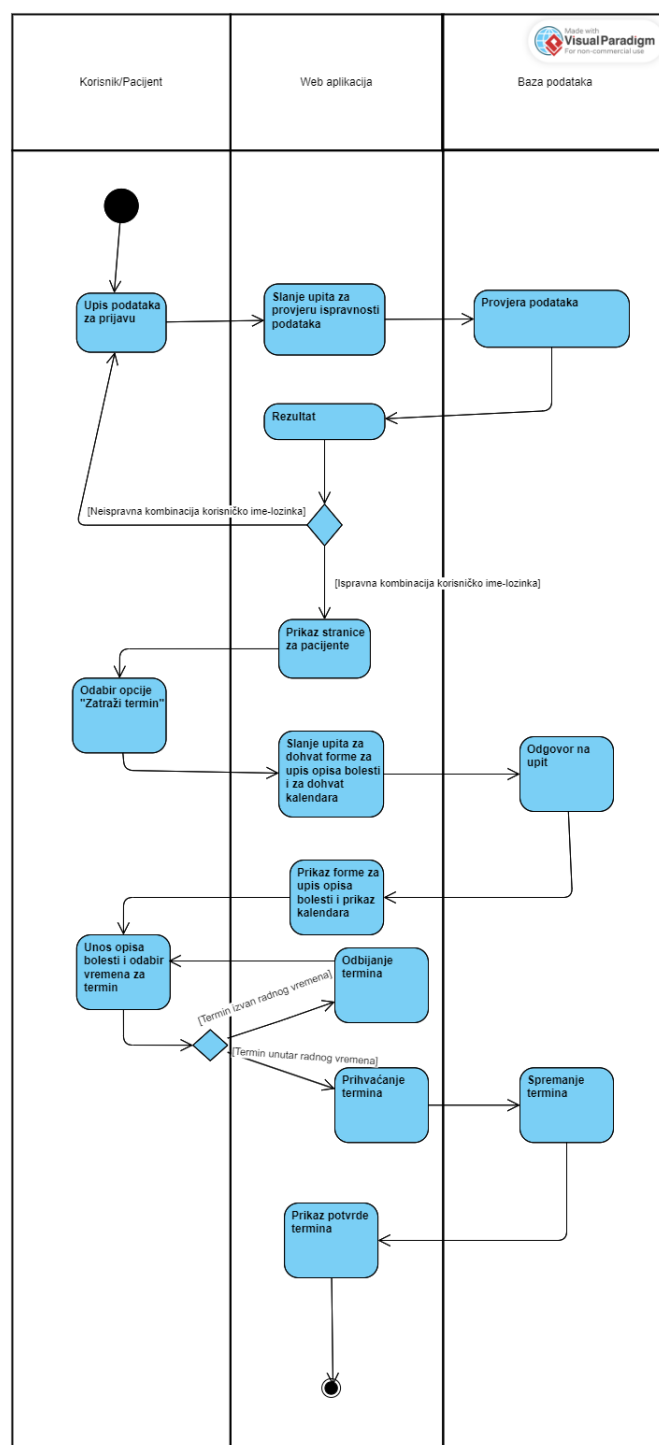 Made with
VisualParadigm
For non-commercial use
Korisnik/Pacijent
Web aplikacija
Baza podataka
Upis podataka
za prijavu
Slanje upita za
provjeru ispravnosti
podataka
Provjera podataka
Rezultat
[Neispravna kombinacija korisničko ime-lozinka]
[Ispravna kombinacija korisničko ime-lozinka]
Prikaz stranice
za pacijente
Odabir opcije
"Zatraži termin"
Slanje upita za
dohvat forme za
upis opisa bolesti
i za dohvat
kalendara
Odgovor na
upit
Prikaz forme za
upis opisa
bolesti i prikaz
kalendara
Unos opisa
bolesti i odabir
vremena za
termin
Odbijanje
termina
[Termin izvan radnog vremena]
[Termin unutar radnog vremena]
Prihvaćanje
termina
Spremanje
termina
Prikaz potvrde
termina